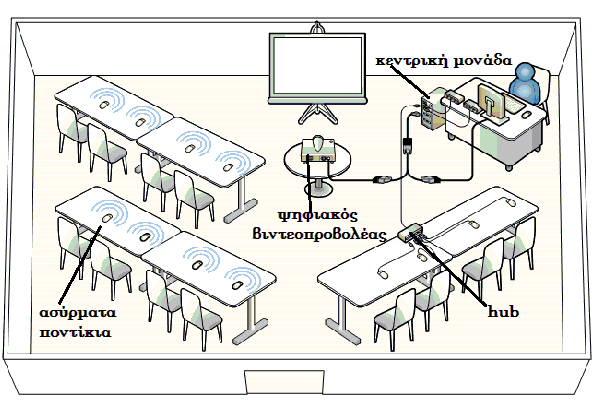 κεντρική μονάδα
ψηφιακός
βιντεοπροβολέας
ασύρματα
ποντίκια
hub